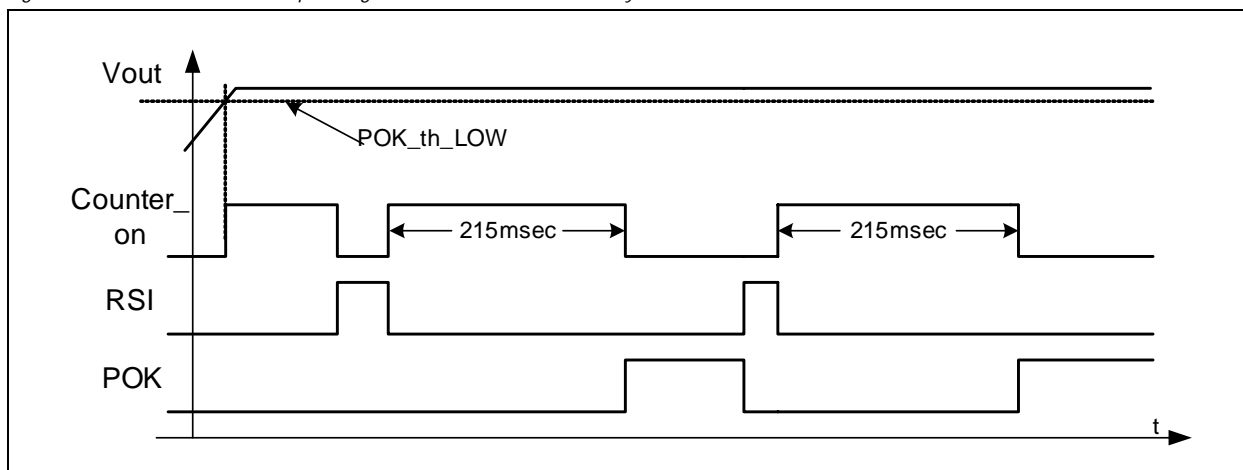 Vout
POK_th_LOW
Counter_
on
215msec
215msec
RSI
POK
t